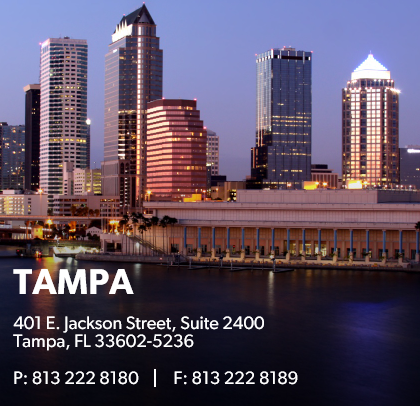 TAMPA
401 E. Jackson Street, Suite 2400
Tampa, FL 33602-5236
P: 813 222 8180 | F: 813 222 8189